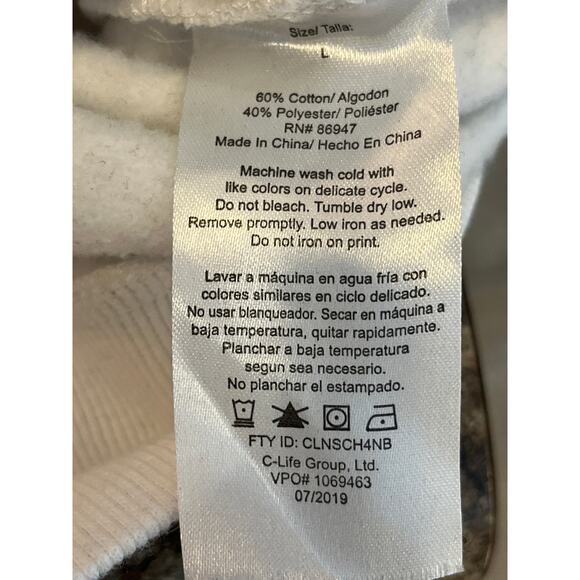 Size/ Talla:
L
60% Cotton/ Algodon
40% Polyester/ Poliéster
RN# 86947
Made In China/ Hecho En China
Machine wash cold with
like colors on delicate cycle.
Do not bleach. Tumble dry low.
Remove promptly. Low iron as needed.
Do not iron on print.
Lavar a máquina en agua fría con
colores similares en ciclo delicado.
No usar blanqueador. Secar en máquina a
baja temperatura, quitar rapidamente.
Planchar a baja temperatura
segun sea necesario.
No planchar el estampado.
FTY ID: CLNSCH4NB
C-Life Group, Ltd.
VPO# 1069463
07/2019